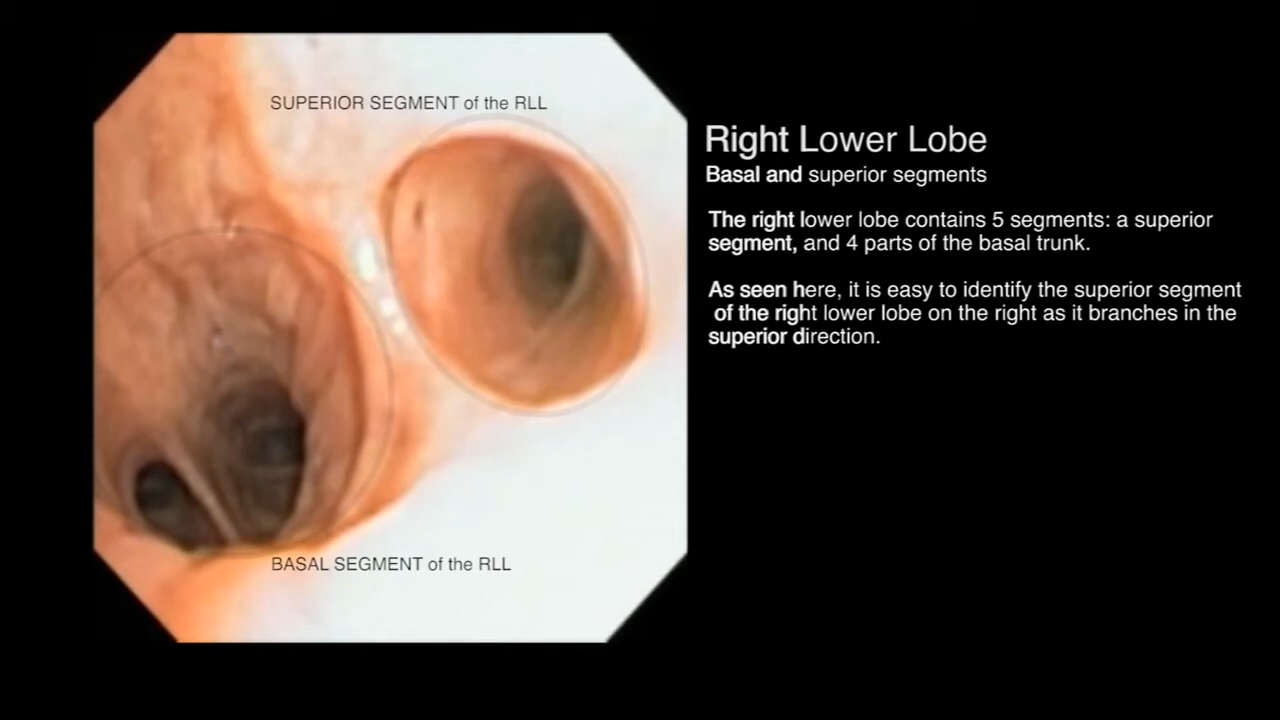 SUPERIOR SEGMENT of the RLL
BASAL SEGMENT of the RLL
Right Lower Lobe
Basal and superior segments
The right lower lobe contains 5 segments: a superior
segment, and 4 parts of the basal trunk.
As seen here, it is easy to identify the superior segment
of the right lower lobe on the right as it branches in the
superior direction.